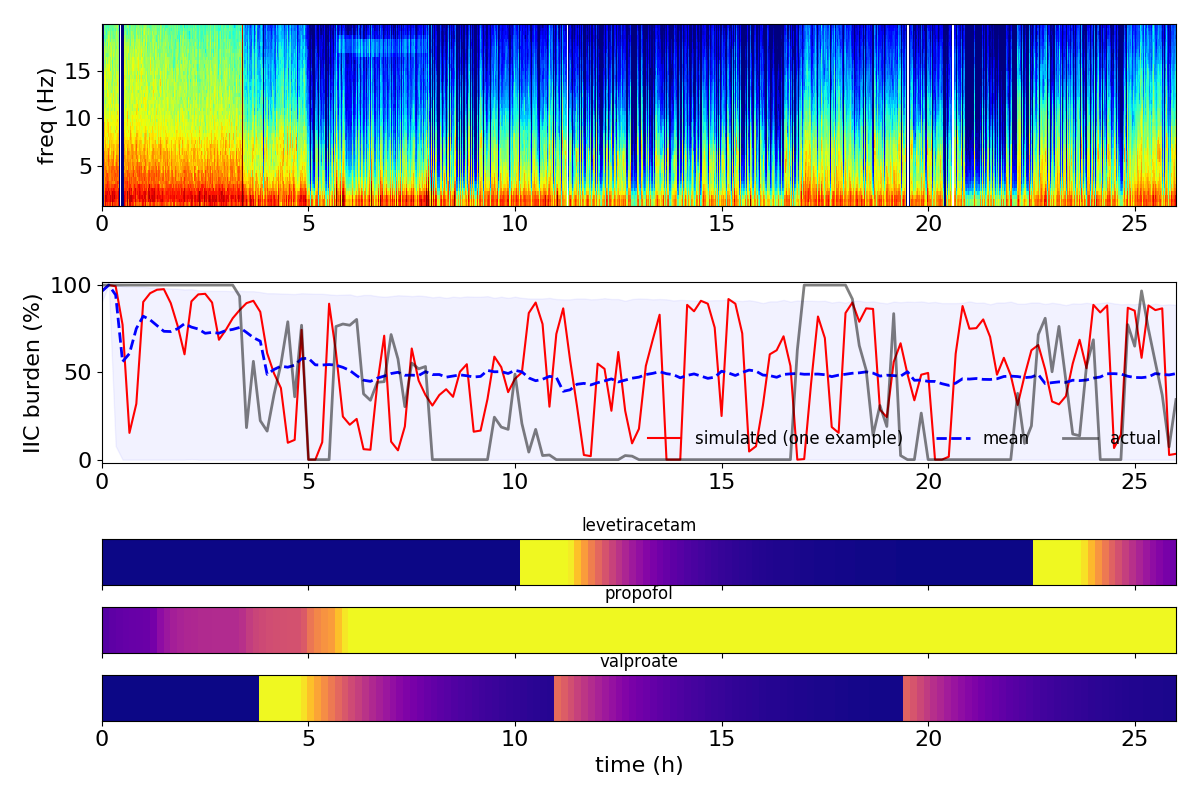 freq (Hz)
15
10
5
0 5 10 15 20 25
IIC burden (%)
100
50
0
simulated (one example) mean actual
0 5 10 15 20 25
levetiracetam
propofol
valproate
0 5 10 15 20 25
time (h)